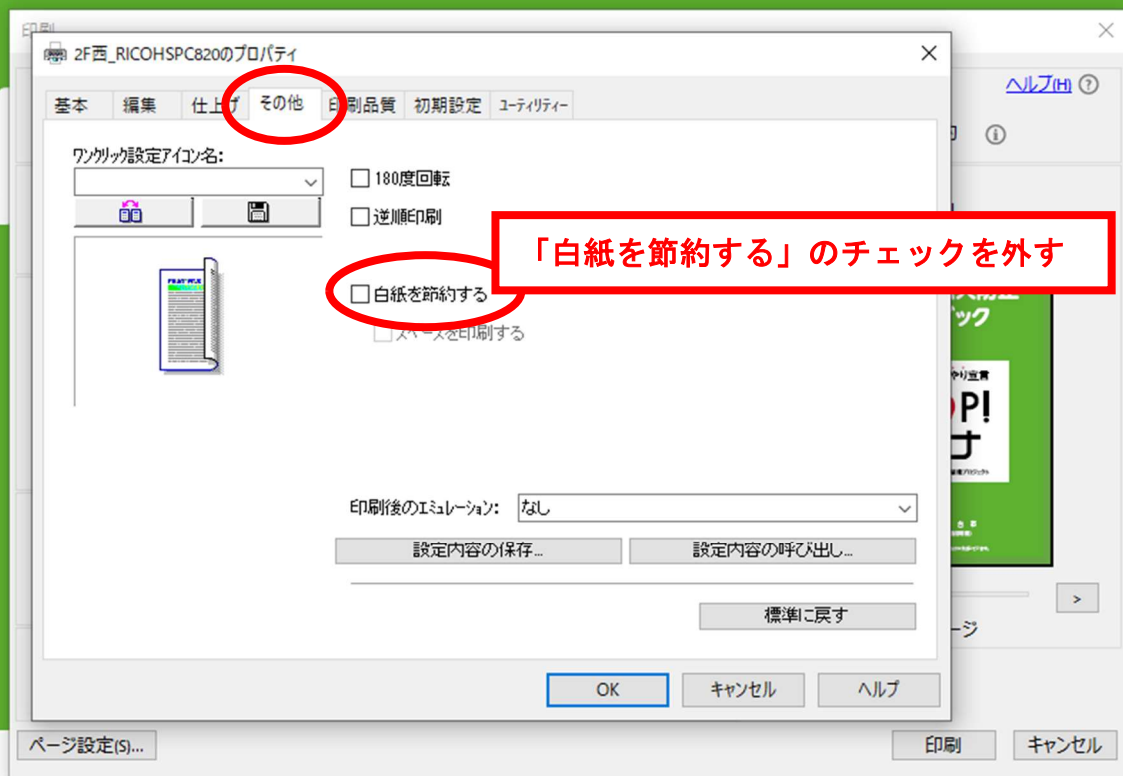 印刷
2F西_RICOHSPC820のプロパティ
ヘルプ(H)
基本 編集 仕上げ その他 印刷品質 初期設定 ユーティリティー
ワンクリック設定アイコン名:
180度回転
逆順印刷
「白紙を節約する」のチェックを外す
白紙を節約する
スペースを印刷する
ック
やり宣言
P!
印刷後のエミュレーション: なし
設定内容の保存... 設定内容の呼び出し...
>
標準に戻す
ージ
OK キャンセル ヘルプ
ページ設定(S)... 印刷 キャンセル